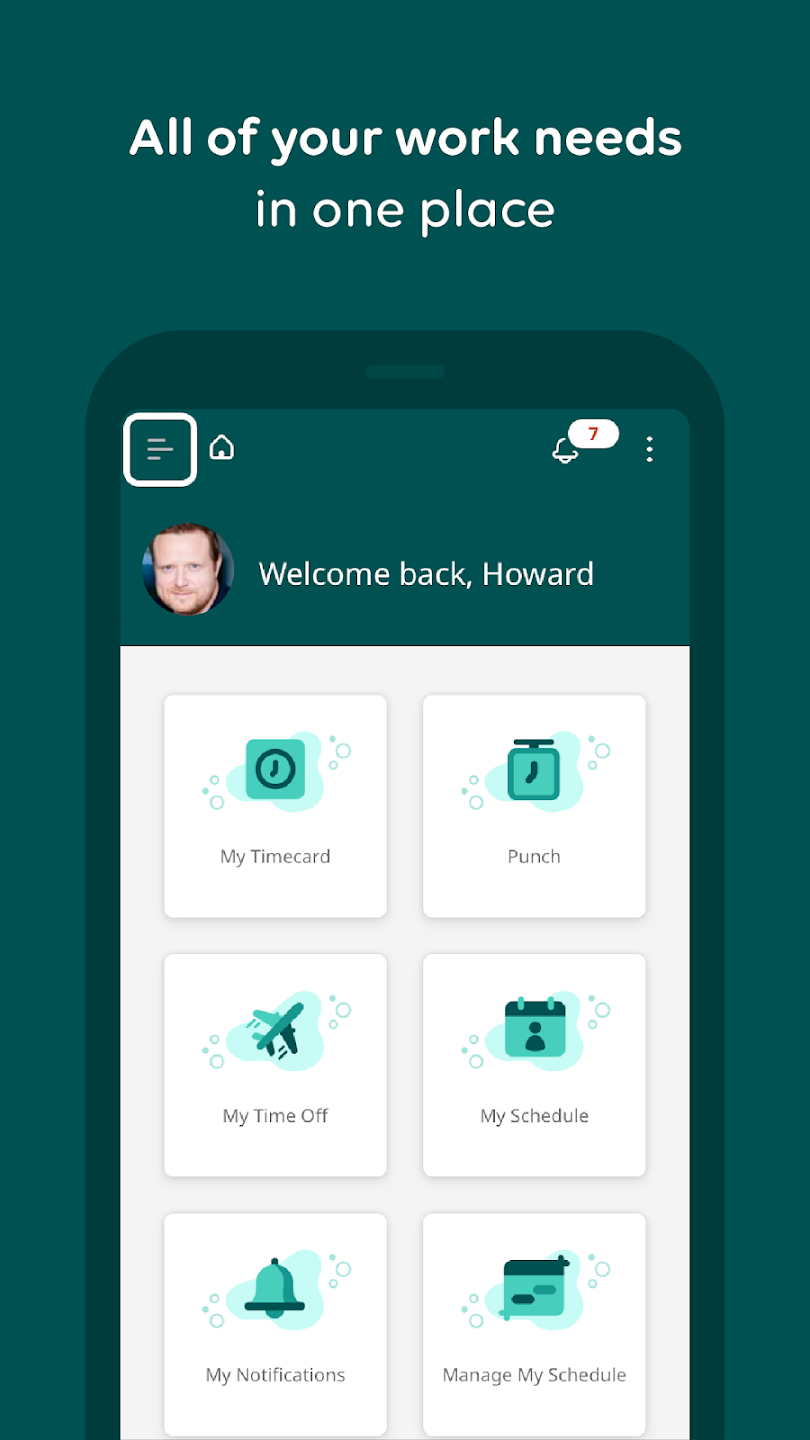 All of your work needs
in one place
7
Welcome back, Howard
My Timecard
Punch
My Time Off
My Schedule
My Notifications
Manage My Schedule